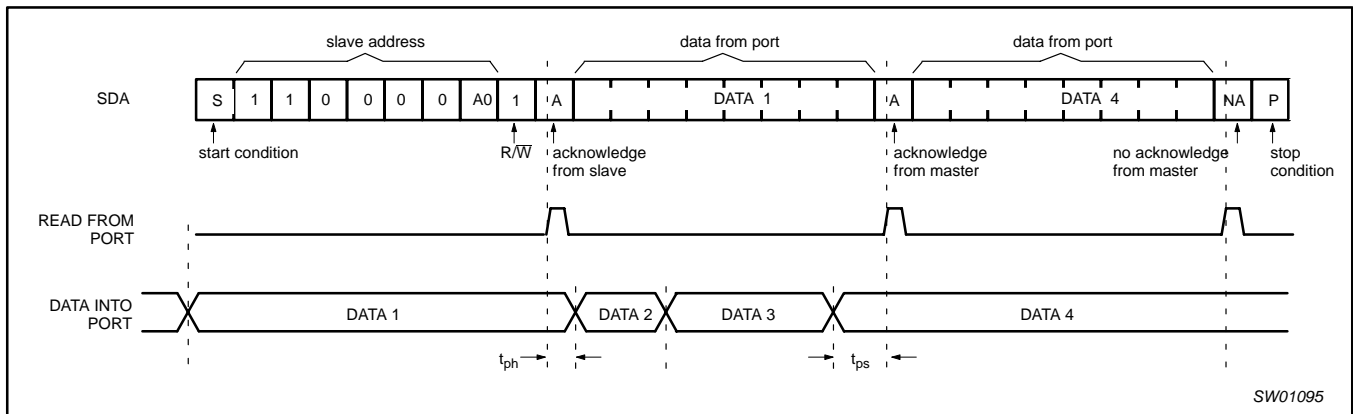 slave address data from port data from port
SDA S 1 1 0 0 0 0 A0 1 A DATA 1 A DATA 4 NA P
start condition R/W̅ acknowledge from slave acknowledge from master no acknowledge from master stop condition
READ FROM PORT
DATA INTO PORT DATA 1 DATA 2 DATA 3 DATA 4
tph tps
SW01095